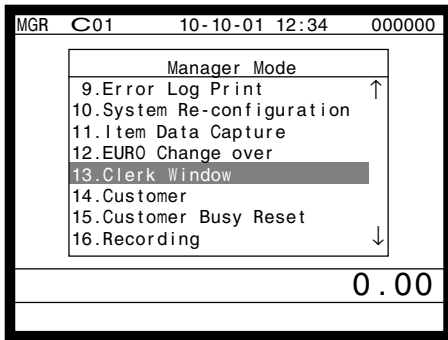 MGR C01 10-10-01 12:34 000000
Manager Mode
9.Error Log Print ↑
10.System Re-configuration
11.Item Data Capture
12.EURO Change over
13.Clerk Window
14.Customer
15.Customer Busy Reset
16.Recording ↓
0.00